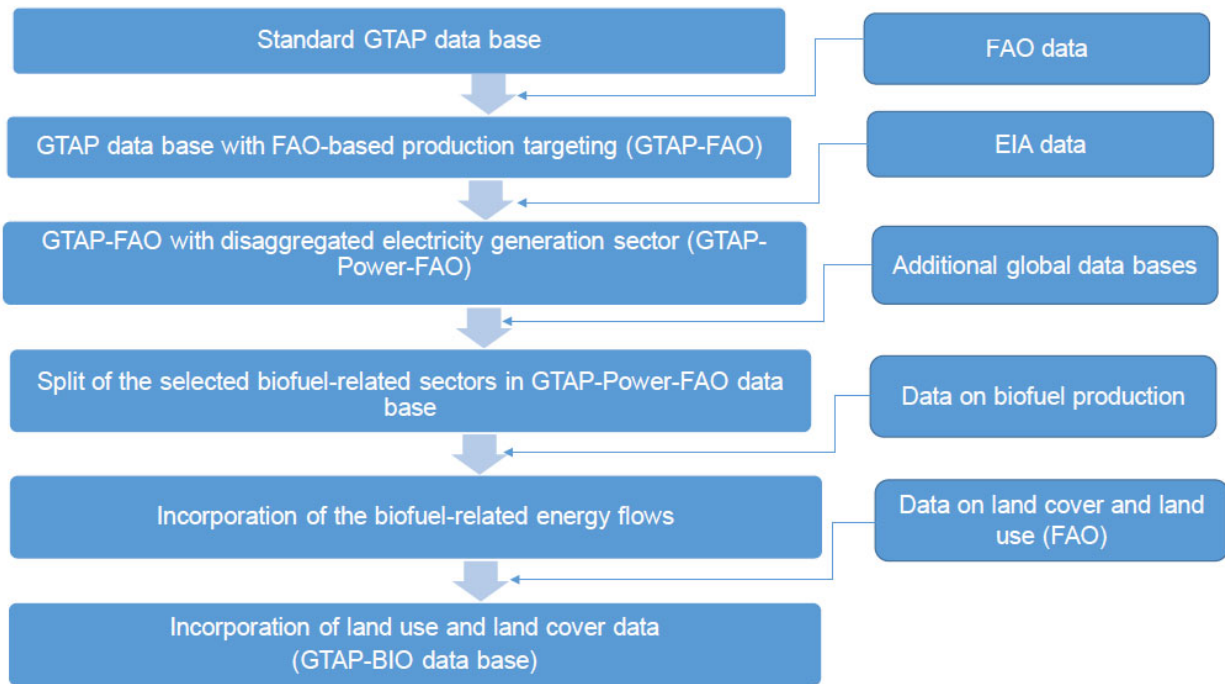 Standard GTAP data base
FAO data
GTAP data base with FAO-based production targeting (GTAP-FAO)
EIA data
GTAP-FAO with disaggregated electricity generation sector (GTAP-
Power-FAO)
Additional global data bases
Split of the selected biofuel-related sectors in GTAP-Power-FAO data
base
Data on biofuel production
Incorporation of the biofuel-related energy flows
Data on land cover and land
use (FAO)
Incorporation of land use and land cover data
(GTAP-BIO data base)